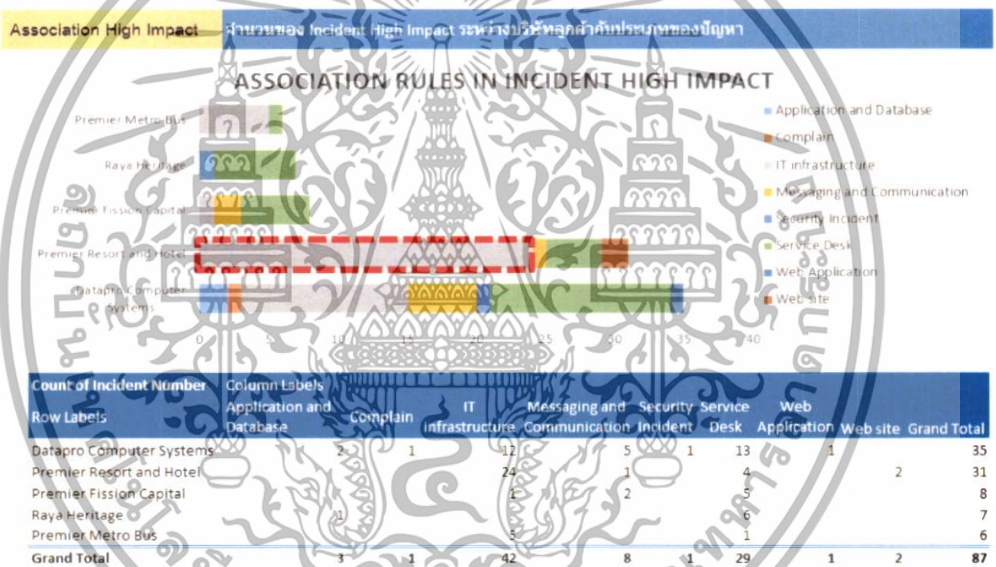 Association High Impact
จำนวนของ Incident High Impact ระหว่างบริษัทลูกค้ากับประเภทของปัญหา
ASSOCIATION RULES IN INCIDENT HIGH IMPACT
Premier Metro Bus
Raya Heritage
Premier Fission Capital
Premier Resort and Hotel
Datapro Computer
Systems
0 5 10 15 20 25 30 35 40
Application and Database
Complain
IT infrastructure
Messaging and Communication
Security Incident
Service Desk
Web Application
Web site
Count of Incident Number Column Labels
Row Labels Application and Database Complain IT infrastructure Messaging and Communication Security Incident Service Desk Web Application Web site Grand Total
Datapro Computer Systems 2 1 12 5 1 13 1 35
Premier Resort and Hotel 24 1 4 2 31
Premier Fission Capital 1 2 5 8
Raya Heritage 1 6 7
Premier Metro Bus 5 1 6
Grand Total 3 1 42 8 1 29 1 2 87